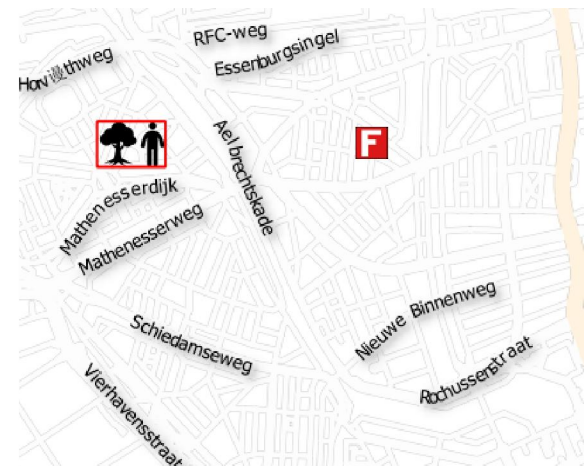 RFC-weg
Essenburgsingel
Aelbrechtskade
F
Mathenesserdijk
Mathenesserweg
Nieuwe Binnenweg
Schiedamseweg
Rochussenstraat
Vierhavensstraat